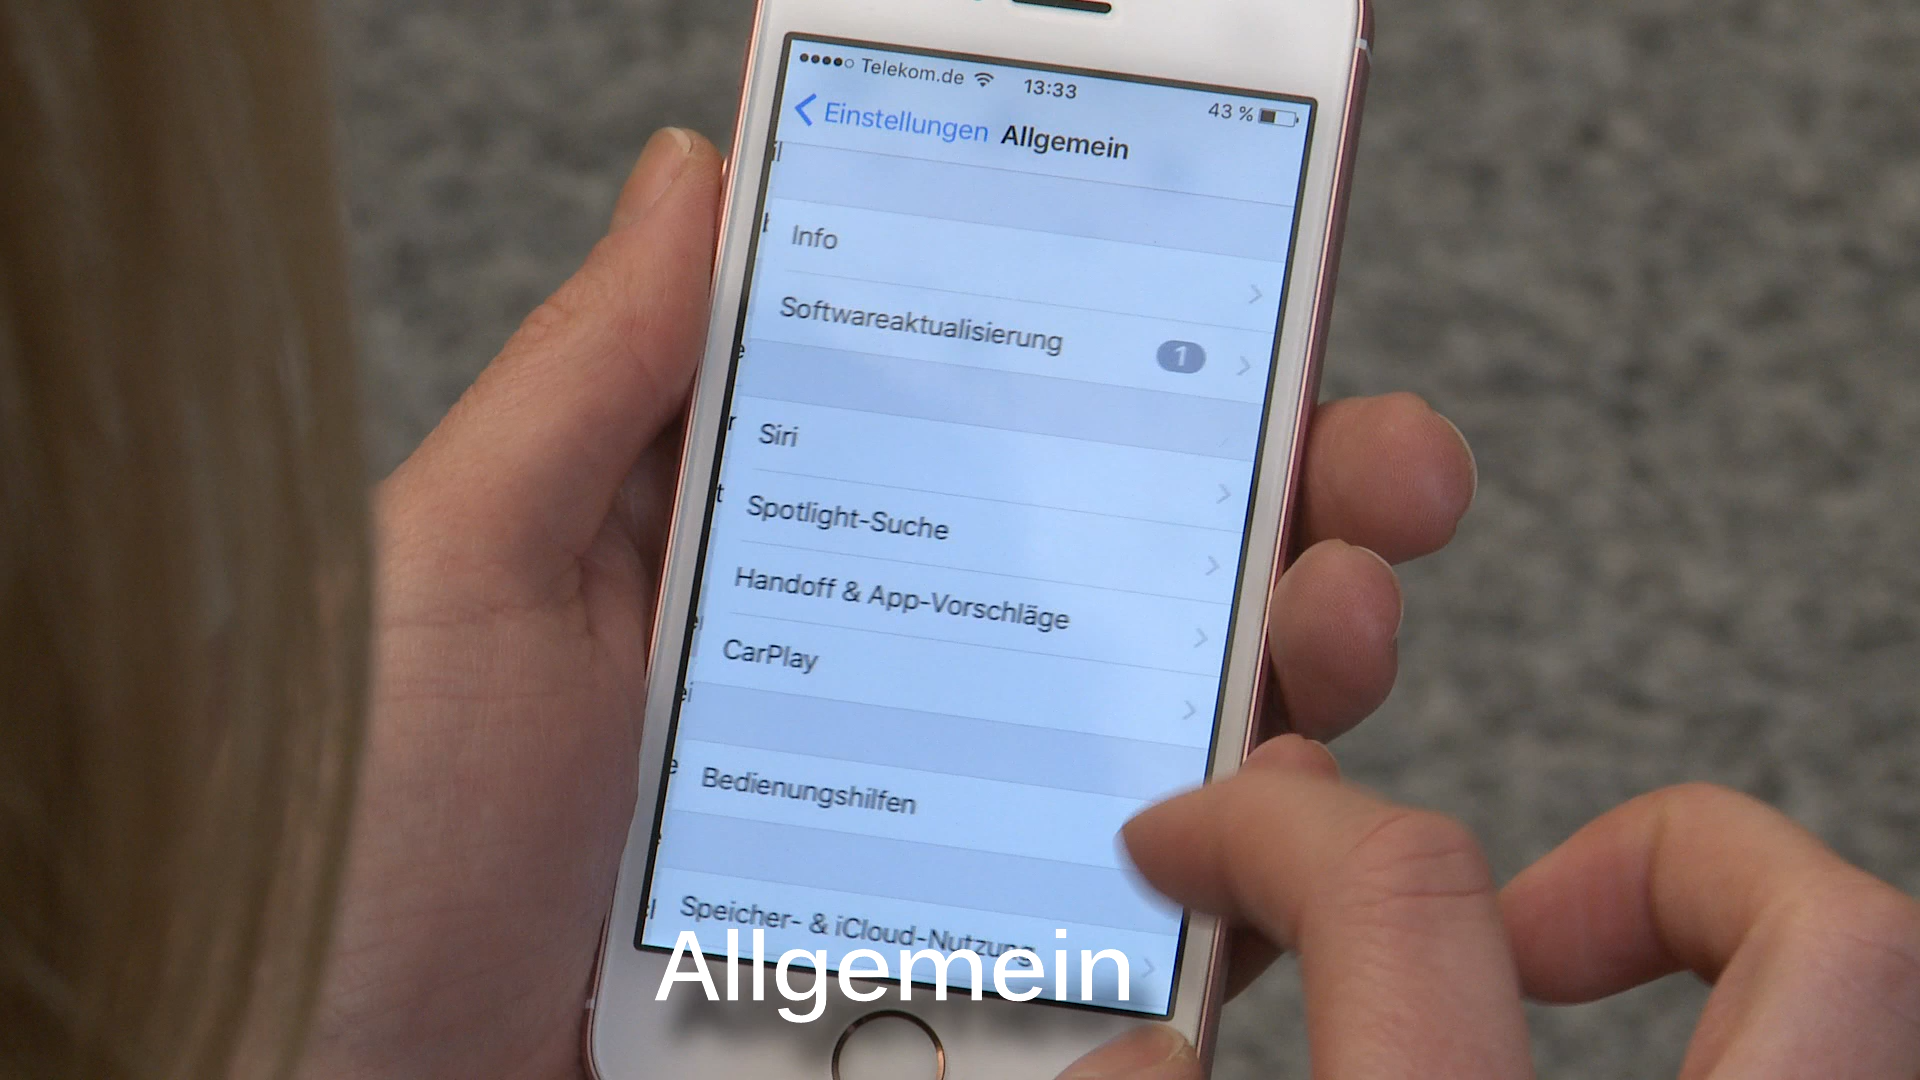 Telekom.de 13:33 43 %
Einstellungen Allgemein
Info
Softwareaktualisierung 1
Siri
Spotlight-Suche
Handoff & App-Vorschläge
CarPlay
Bedienungshilfen
Speicher- & iCloud-Nutzung
Allgemein